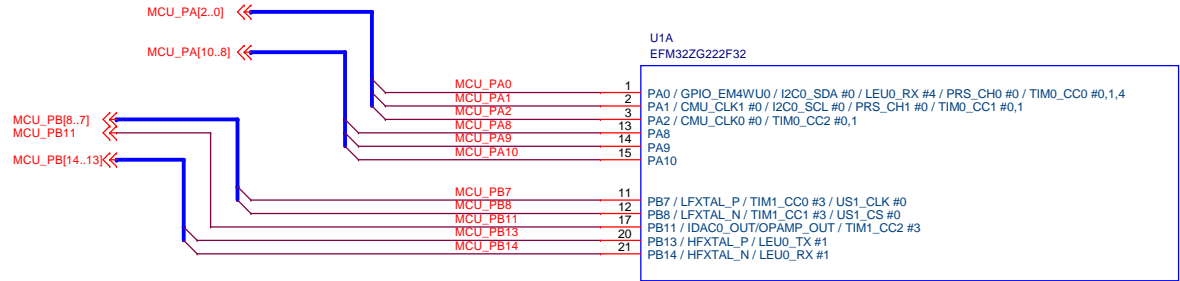 MCU_PA[2..0]
MCU_PA[10..8]
U1A
EFM32ZG222F32
MCU_PA0 1 PA0 / GPIO_EM4WU0 / I2C0_SDA #0 / LEU0_RX #4 / PRS_CH0 #0 / TIM0_CC0 #0,1,4
MCU_PA1 2 PA1 / CMU_CLK1 #0 / I2C0_SCL #0 / PRS_CH1 #0 / TIM0_CC1 #0,1
MCU_PA2 3 PA2 / CMU_CLK0 #0 / TIM0_CC2 #0,1
MCU_PA8 13 PA8
MCU_PA9 14 PA9
MCU_PA10 15 PA10
MCU_PB[8..7]
MCU_PB11
MCU_PB[14..13]
MCU_PB7 11 PB7 / LFXTAL_P / TIM1_CC0 #3 / US1_CLK #0
MCU_PB8 12 PB8 / LFXTAL_N / TIM1_CC1 #3 / US1_CS #0
MCU_PB11 17 PB11 / IDAC0_OUT/OPAMP_OUT / TIM1_CC2 #3
MCU_PB13 20 PB13 / HFXTAL_P / LEU0_TX #1
MCU_PB14 21 PB14 / HFXTAL_N / LEU0_RX #1